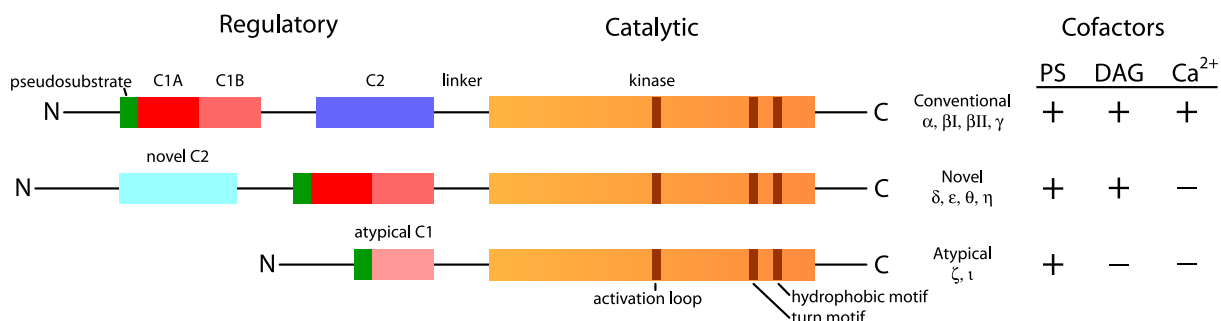 Regulatory Catalytic Cofactors
pseudosubstrate C1A C1B C2 linker kinase PS DAG Ca²⁺
N C Conventional + + +
α, βI, βII, γ
novel C2
N C Novel + + −
δ, ε, θ, η
atypical C1
N C Atypical + − −
ζ, ι
activation loop hydrophobic motif
turn motif